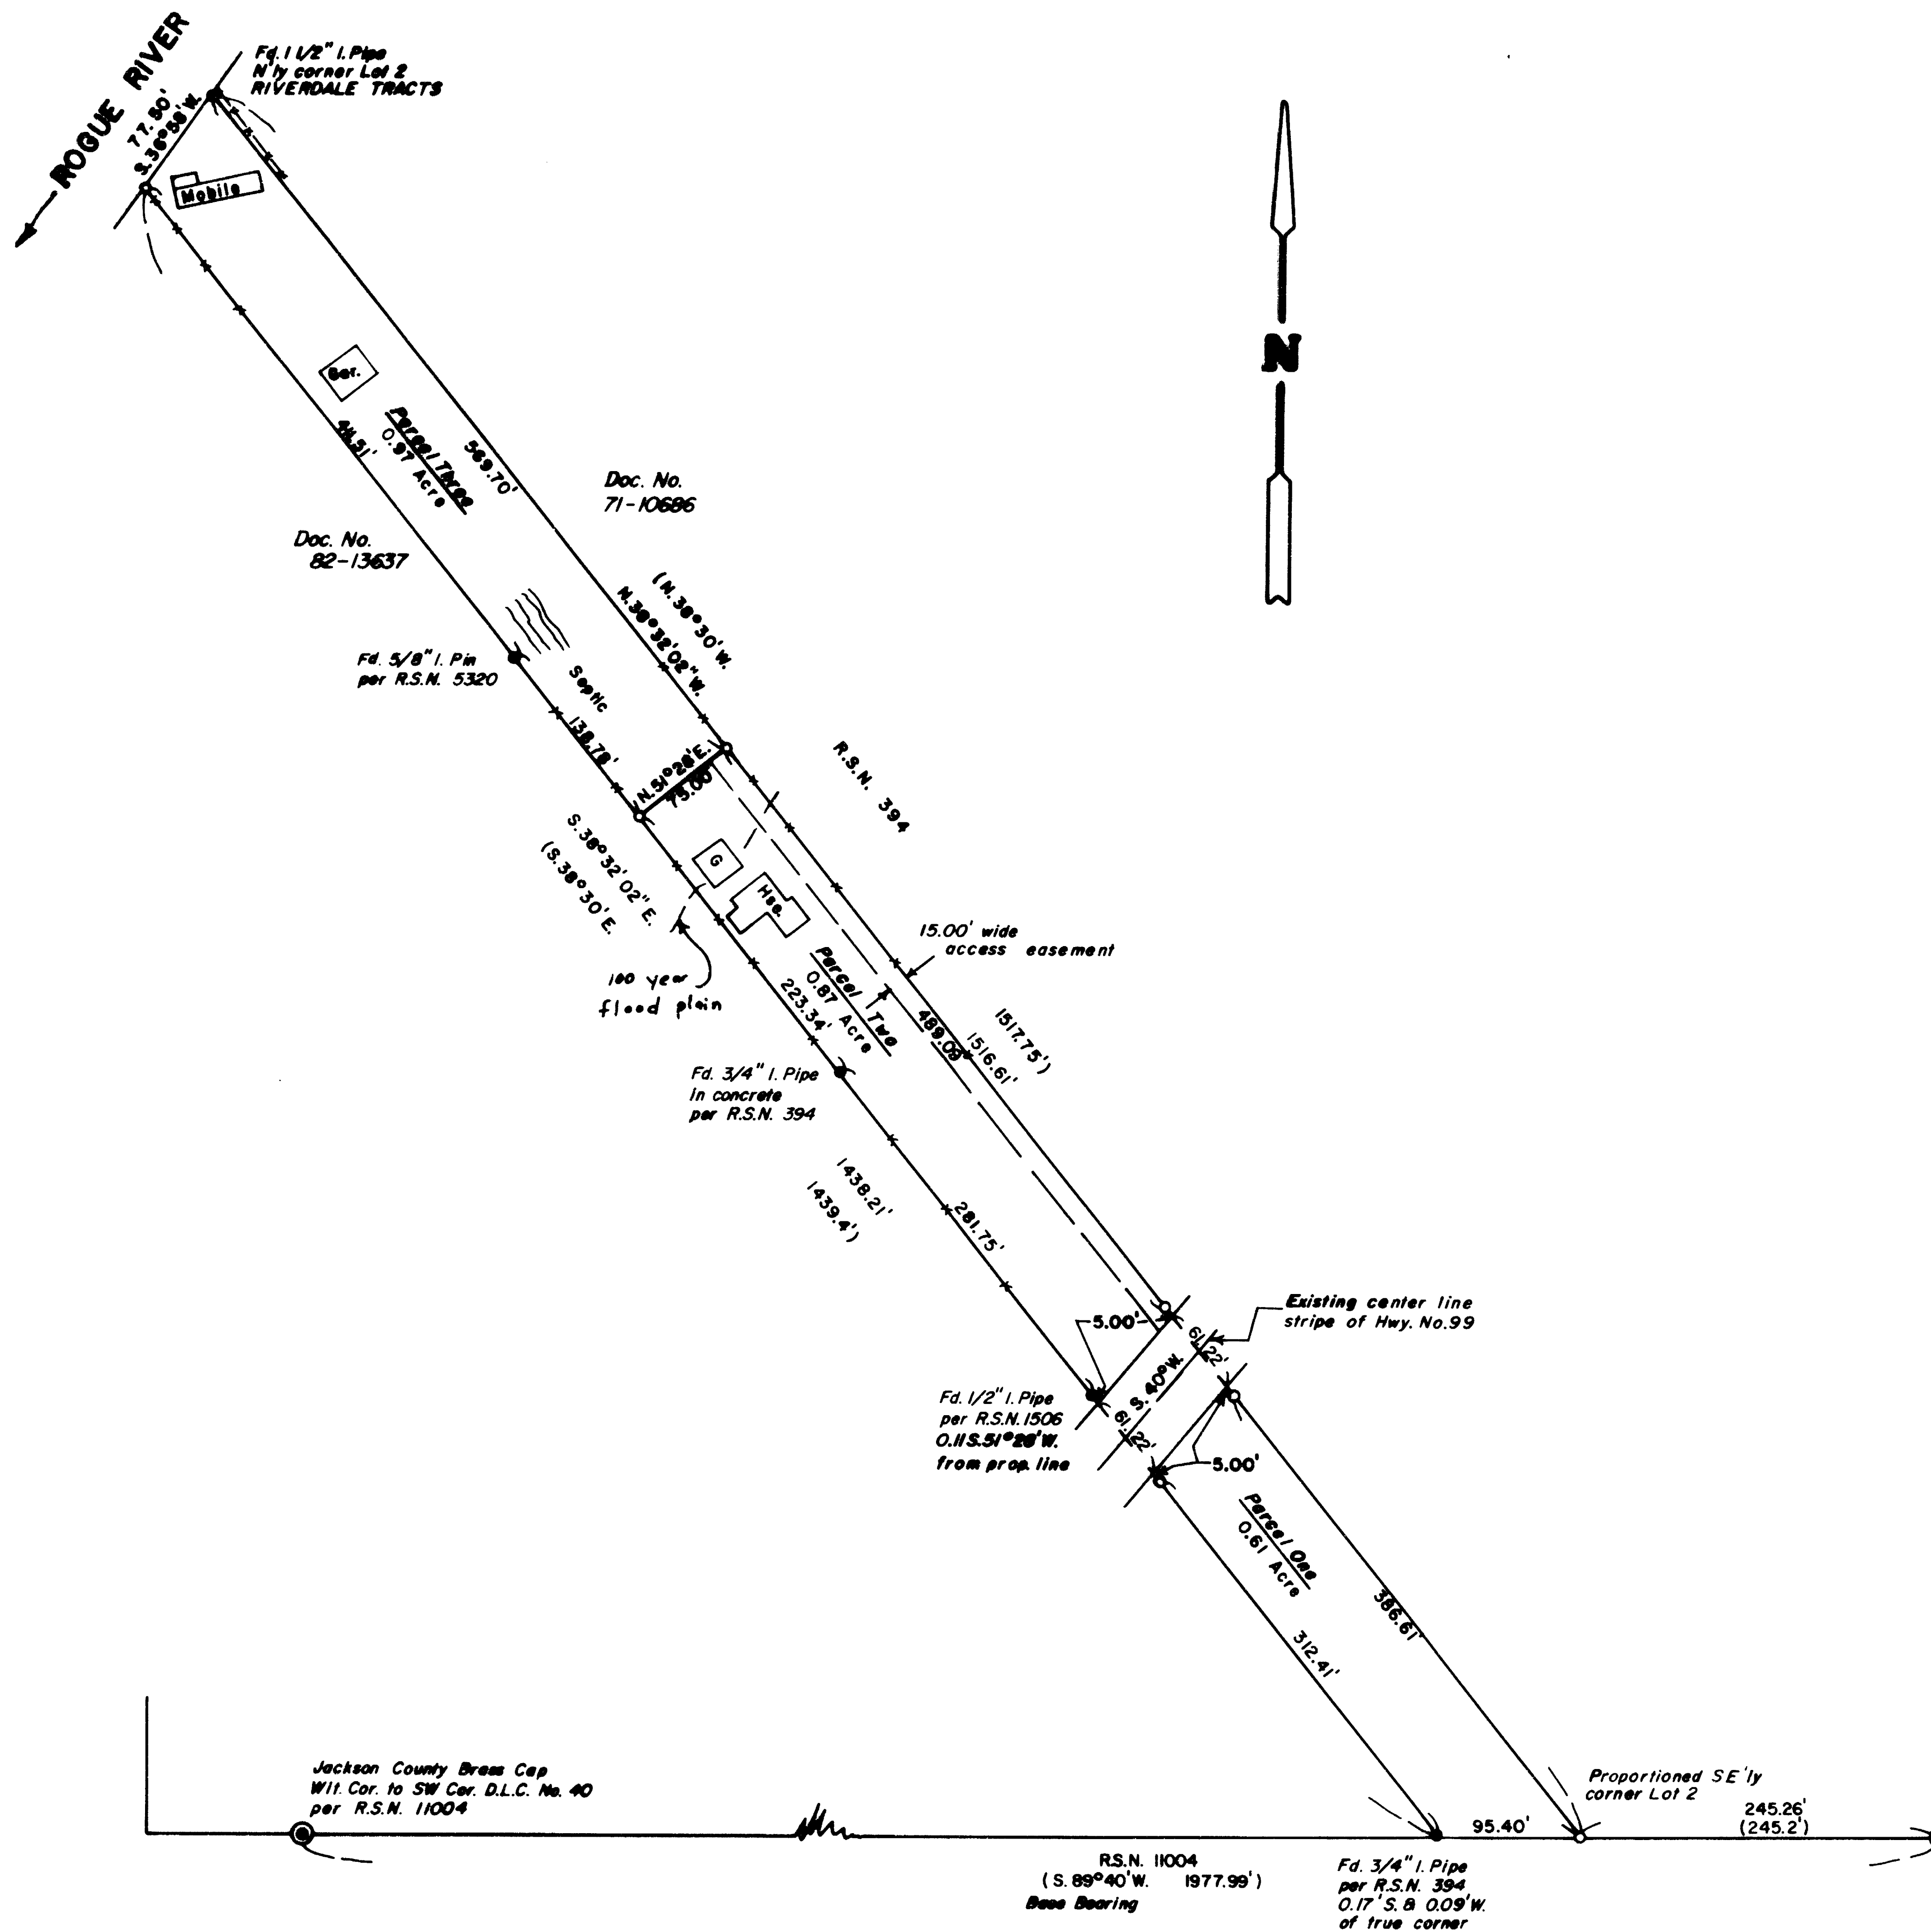 ROGUE RIVER
Fd. 1 1/2" I. Pipe
N'ly corner Lot 2
RIVERDALE TRACTS
77.50'
S.36°58'W.
Mobile
N
Gar.
Parcel Three
0.97 Acre
569.70'
Doc. No.
71-10686
Doc. No.
82-13637
(N.38°30'W.
N.38°32'02"W.
Fd. 5/8" I. Pin
per R.S.N. 5320
Septic
138.78'
N.51°28'E.
75.00'
R.S.N. 394
S.38°32'02"E.
(S.38°30'E.
G
Hse.
15.00' wide
access easement
100 year
flood plain
Parcel Two
0.87 Acre
223.34'
489.09'
1517.75')
1516.61'
Fd. 3/4" I. Pipe
in concrete
per R.S.N. 394
1438.21'
1439.4')
281.75'
Existing center line
stripe of Hwy. No.99
5.00'
61.22'
S.40°W.
61.22'
Fd. 1/2" I. Pipe
per R.S.N. 1506
0.11 S.51°28'W.
from prop. line
5.00'
Parcel One
0.61 Acre
386.61'
312.41'
Jackson County Brass Cap
Wit. Cor. to SW Cor. D.L.C. No. 40
per R.S.N. 11004
Proportioned SE'ly
corner Lot 2
95.40'
245.26'
(245.2')
R.S.N. 11004
(S.89°40'W. 1977.99')
Base Bearing
Fd. 3/4" I. Pipe
per R.S.N. 394
0.17'S. & 0.09'W.
of true corner